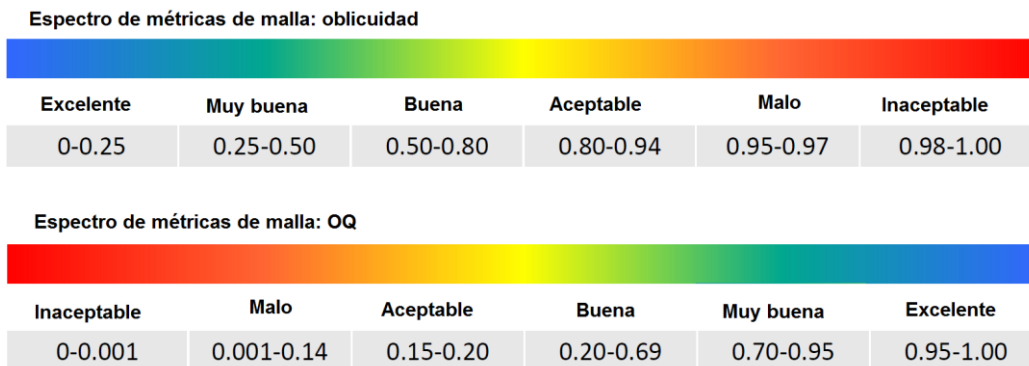 Espectro de métricas de malla: oblicuidad
Excelente Muy buena Buena Aceptable Malo Inaceptable
0-0.25 0.25-0.50 0.50-0.80 0.80-0.94 0.95-0.97 0.98-1.00
Espectro de métricas de malla: OQ
Inaceptable Malo Aceptable Buena Muy buena Excelente
0-0.001 0.001-0.14 0.15-0.20 0.20-0.69 0.70-0.95 0.95-1.00